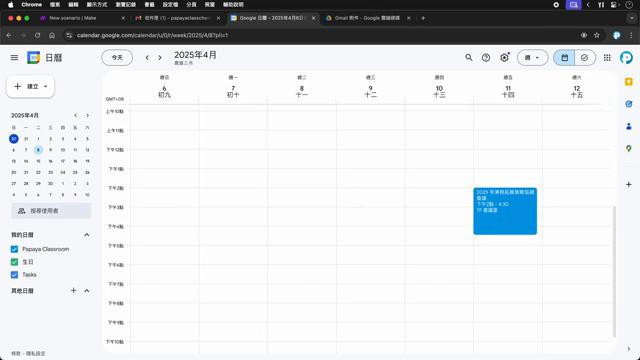 Chrome 檔案 編輯 顯示方式 瀏覽記錄 書籤 設定檔 分頁 視窗 輔助說明
New scenario | Make
收件匣 (1) - papayaclassche
Google 日曆 - 2025年4月6日
Gmail 附件 - Google 雲端硬碟
calendar.google.com/calendar/u/0/r/week/2025/4/8?pli=1
日曆
今天
2025年4月
農曆三月
週
建立
週日 週一 週二 週三 週四 週五 週六
6 7 8 9 10 11 12
初九 初十 十一 十二 十三 十四 十五
GMT+08
2025年4月
日 一 二 三 四 五 六
30 31 1 2 3 4 5
6 7 8 9 10 11 12
13 14 15 16 17 18 19
20 21 22 23 24 25 26
27 28 29 30 1 2 3
4 5 6 7 8 9 10
搜尋使用者
我的日曆
Papaya Classroom
生日
Tasks
其他日曆
條款 – 隱私設定
上午10點
上午11點
下午12點
下午1點
下午2點
下午3點
下午4點
下午5點
下午6點
下午7點
下午8點
下午9點
下午10點
2025 年業務拓展策略協調
會議
下午2點 - 4:30
11F 會議室